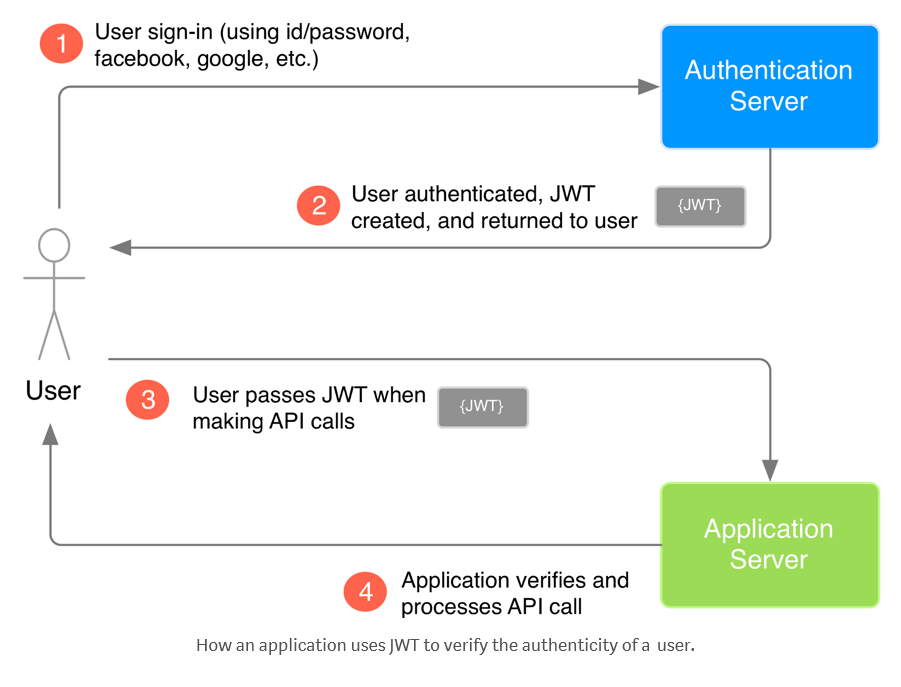 1
User sign-in (using id/password,
facebook, google, etc.)
Authentication
Server
2
User authenticated, JWT
created, and returned to user
{JWT}
User
3
User passes JWT when
making API calls
{JWT}
Application
Server
4
Application verifies and
processes API call
How an application uses JWT to verify the authenticity of a user.